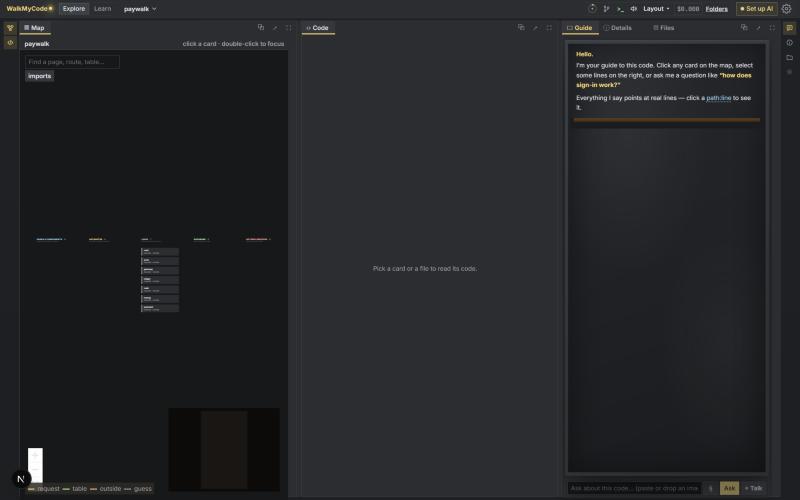 WalkMyCode
Explore
Learn
paywalk
Layout
$0.000
Folders
Set up AI
Map
Code
Guide
Details
Files
paywalk
click a card · double-click to focus
Find a page, route, table...
imports
Hello.
I'm your guide to this code. Click any card on the map, select
some lines on the right, or ask me a question like "how does
sign-in work?"
Everything I say points at real lines — click a path:line to see
it.
Pick a card or a file to read its code.
N
request
table
outside
guess
Ask about this code... (paste or drop an ima
Ask
Talk